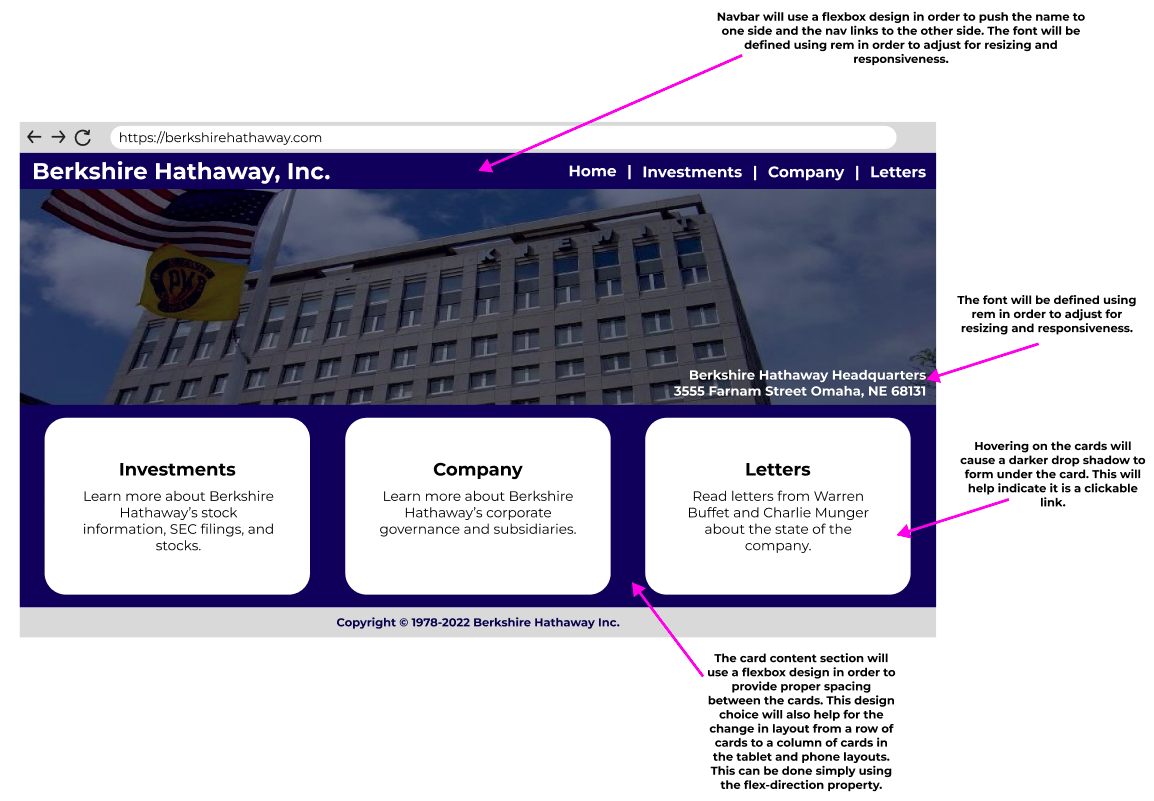 Navbar will use a flexbox design in order to push the name to
one side and the nav links to the other side. The font will be
defined using rem in order to adjust for resizing and
responsiveness.
https://berkshirehathaway.com
Berkshire Hathaway, Inc.
Home | Investments | Company | Letters
KIEWIT
PKS
The font will be defined using
rem in order to adjust for
resizing and responsiveness.
Berkshire Hathaway Headquarters
3555 Farnam Street Omaha, NE 68131
Investments
Learn more about Berkshire
Hathaway's stock
information, SEC filings, and
stocks.
Company
Learn more about Berkshire
Hathaway's corporate
governance and subsidiaries.
Letters
Read letters from Warren
Buffet and Charlie Munger
about the state of the
company.
Hovering on the cards will
cause a darker drop shadow to
form under the card. This will
help indicate it is a clickable
link.
Copyright © 1978-2022 Berkshire Hathaway Inc.
The card content section will
use a flexbox design in order to
provide proper spacing
between the cards. This design
choice will also help for the
change in layout from a row of
cards to a column of cards in
the tablet and phone layouts.
This can be done simply using
the flex-direction property.